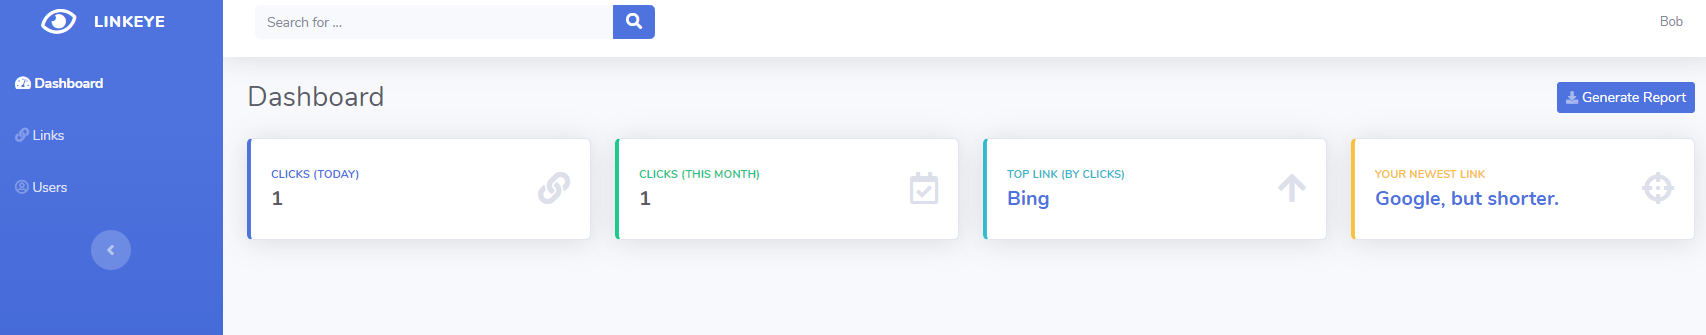 LINKEYE
Search for ...
Bob
Dashboard
Links
Users
Dashboard
Generate Report
CLICKS (TODAY)
1
CLICKS (THIS MONTH)
1
TOP LINK (BY CLICKS)
Bing
YOUR NEWEST LINK
Google, but shorter.